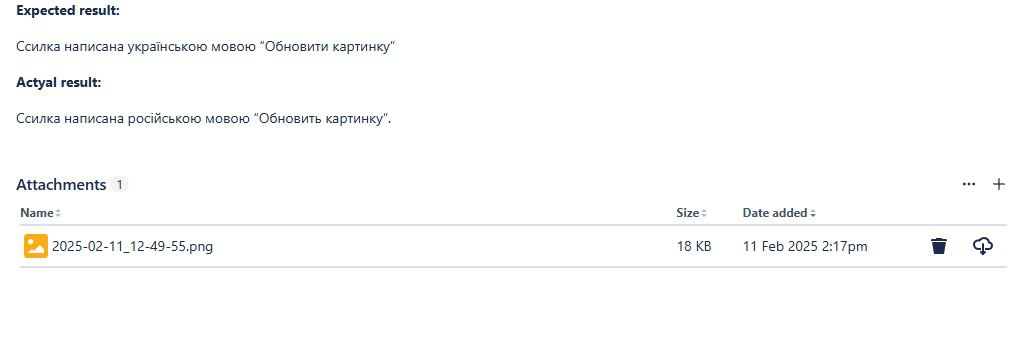 Expected result:
Ссилка написана українською мовою “Обновити картинку“
Actyal result:
Ссилка написана російською мовою “Обновить картинку“.
Attachments 1
Name Size Date added
2025-02-11_12-49-55.png 18 KB 11 Feb 2025 2:17pm